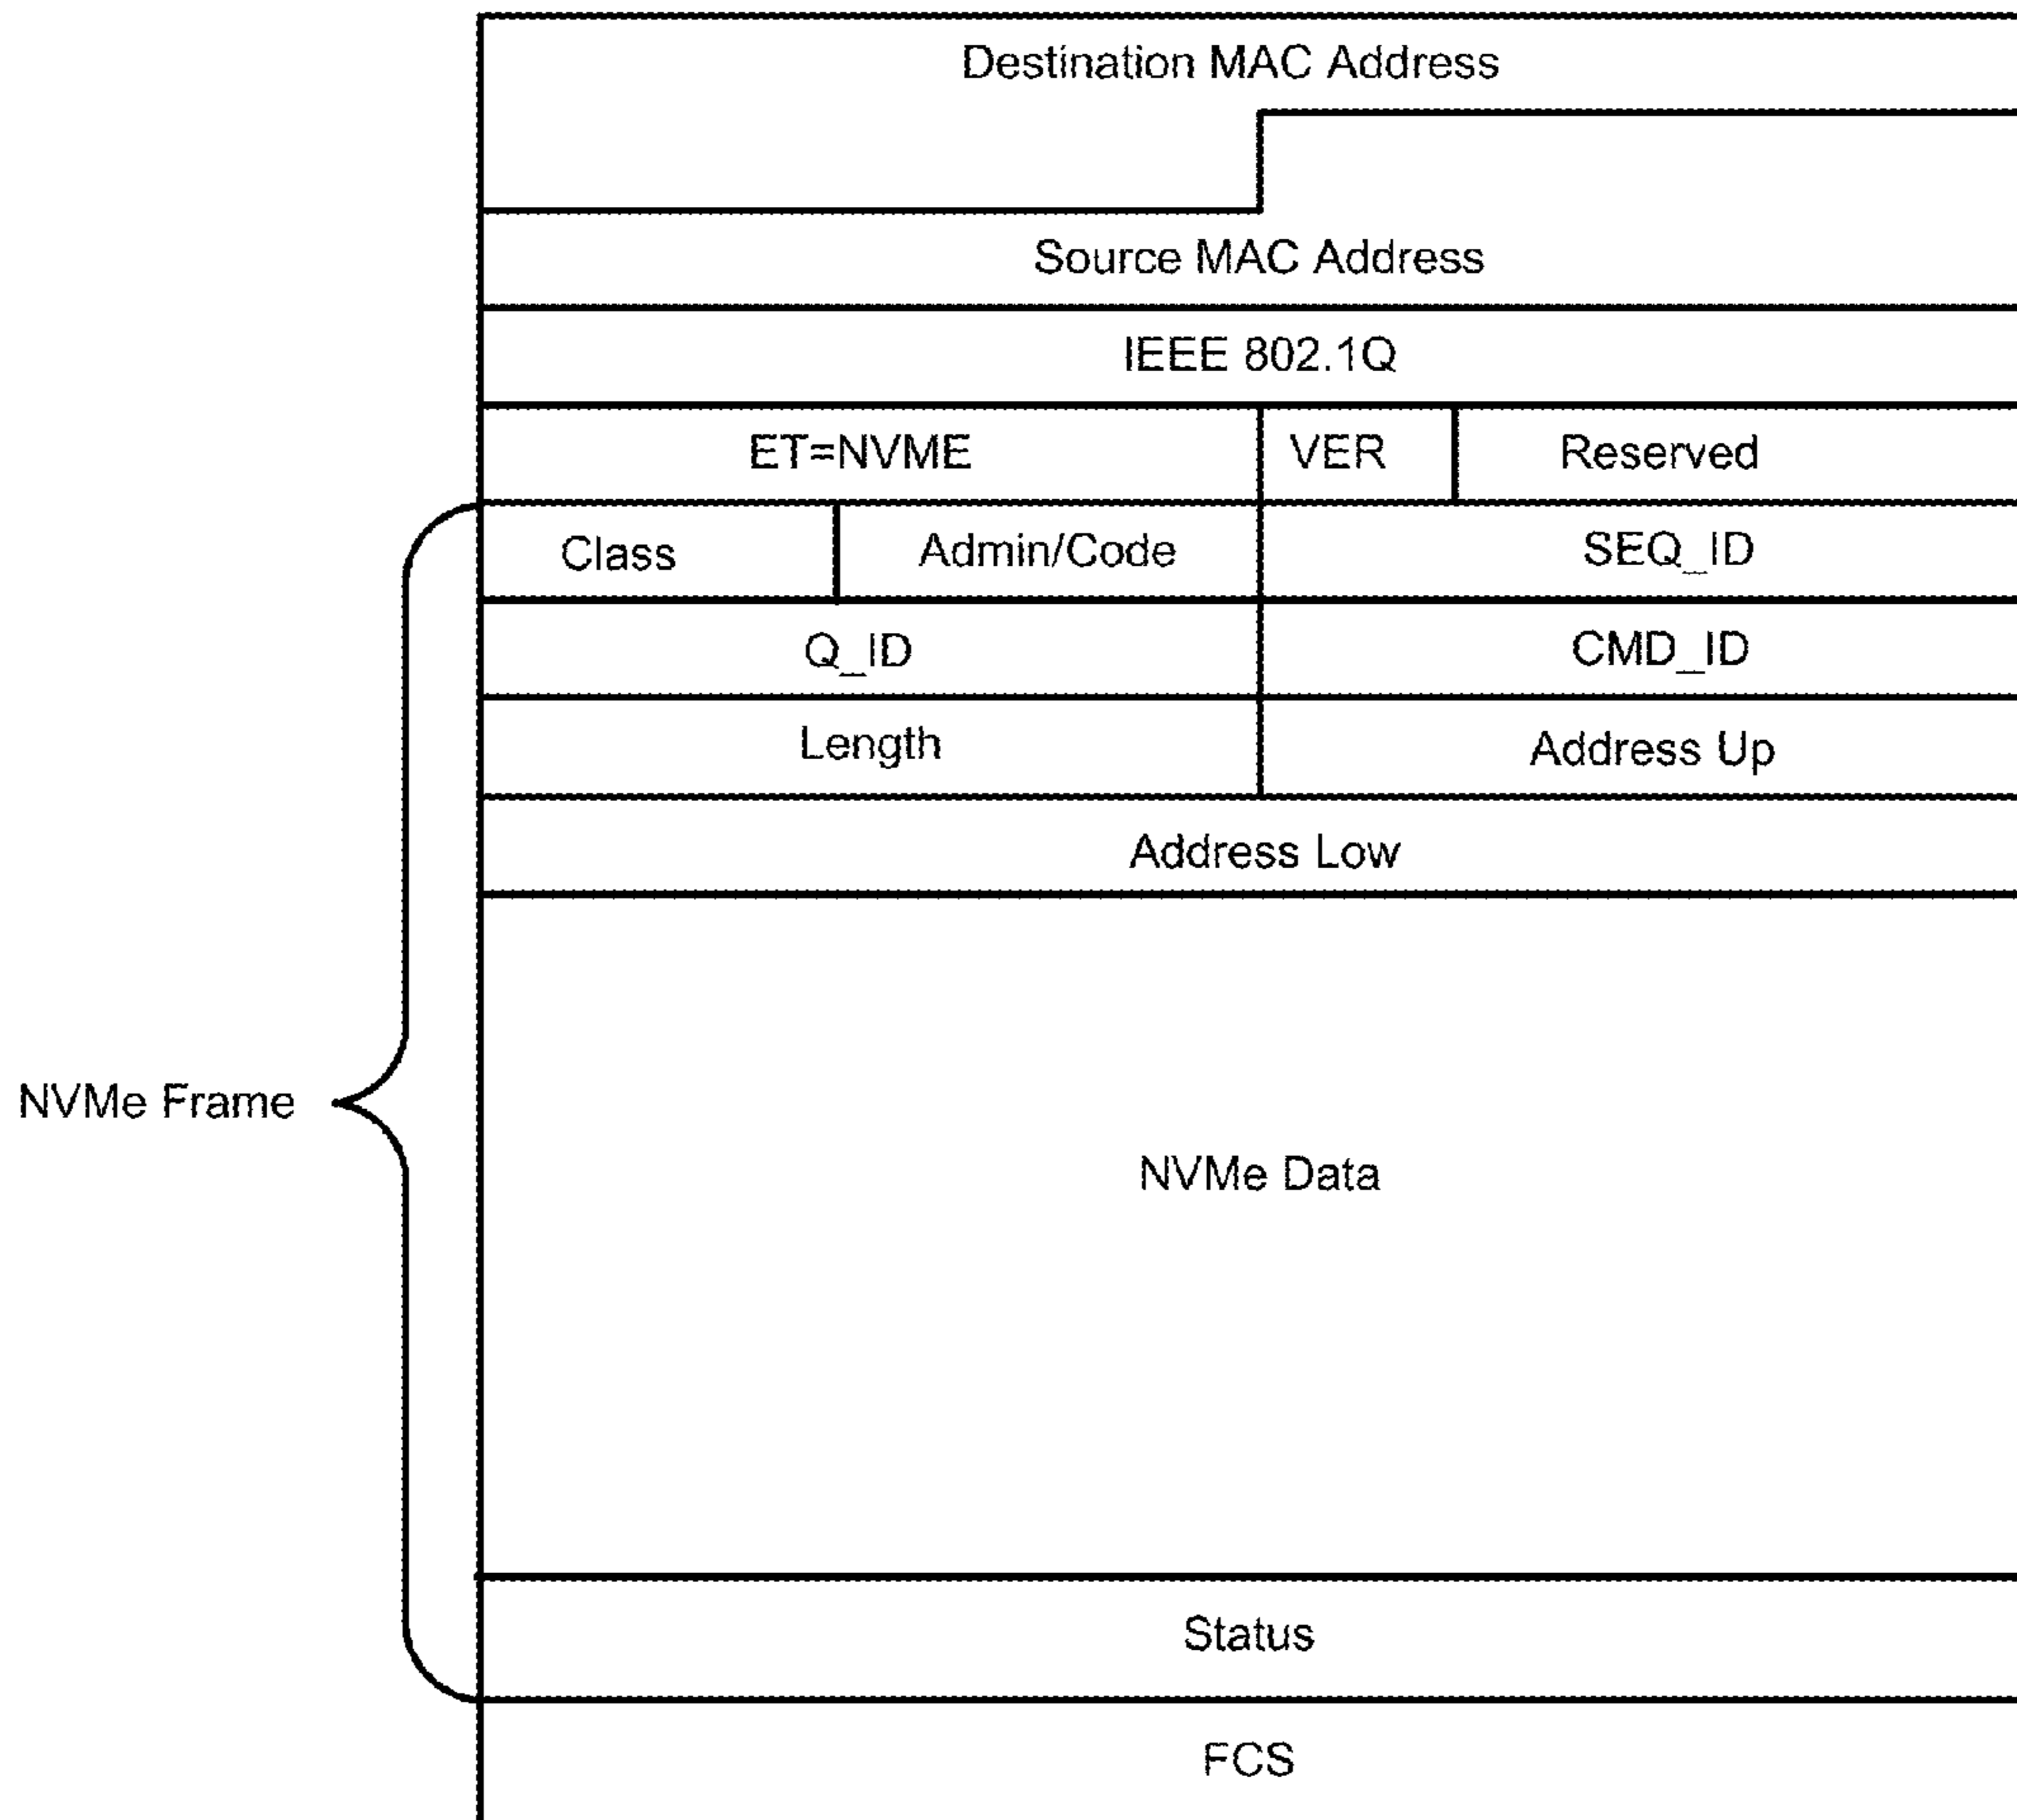 Destination MAC Address
Source MAC Address
IEEE 802.1Q
ET=NVME VER Reserved
Class Admin/Code SEQ_ID
Q_ID CMD_ID
Length Address Up
Address Low
NVMe Frame
NVMe Data
Status
FCS